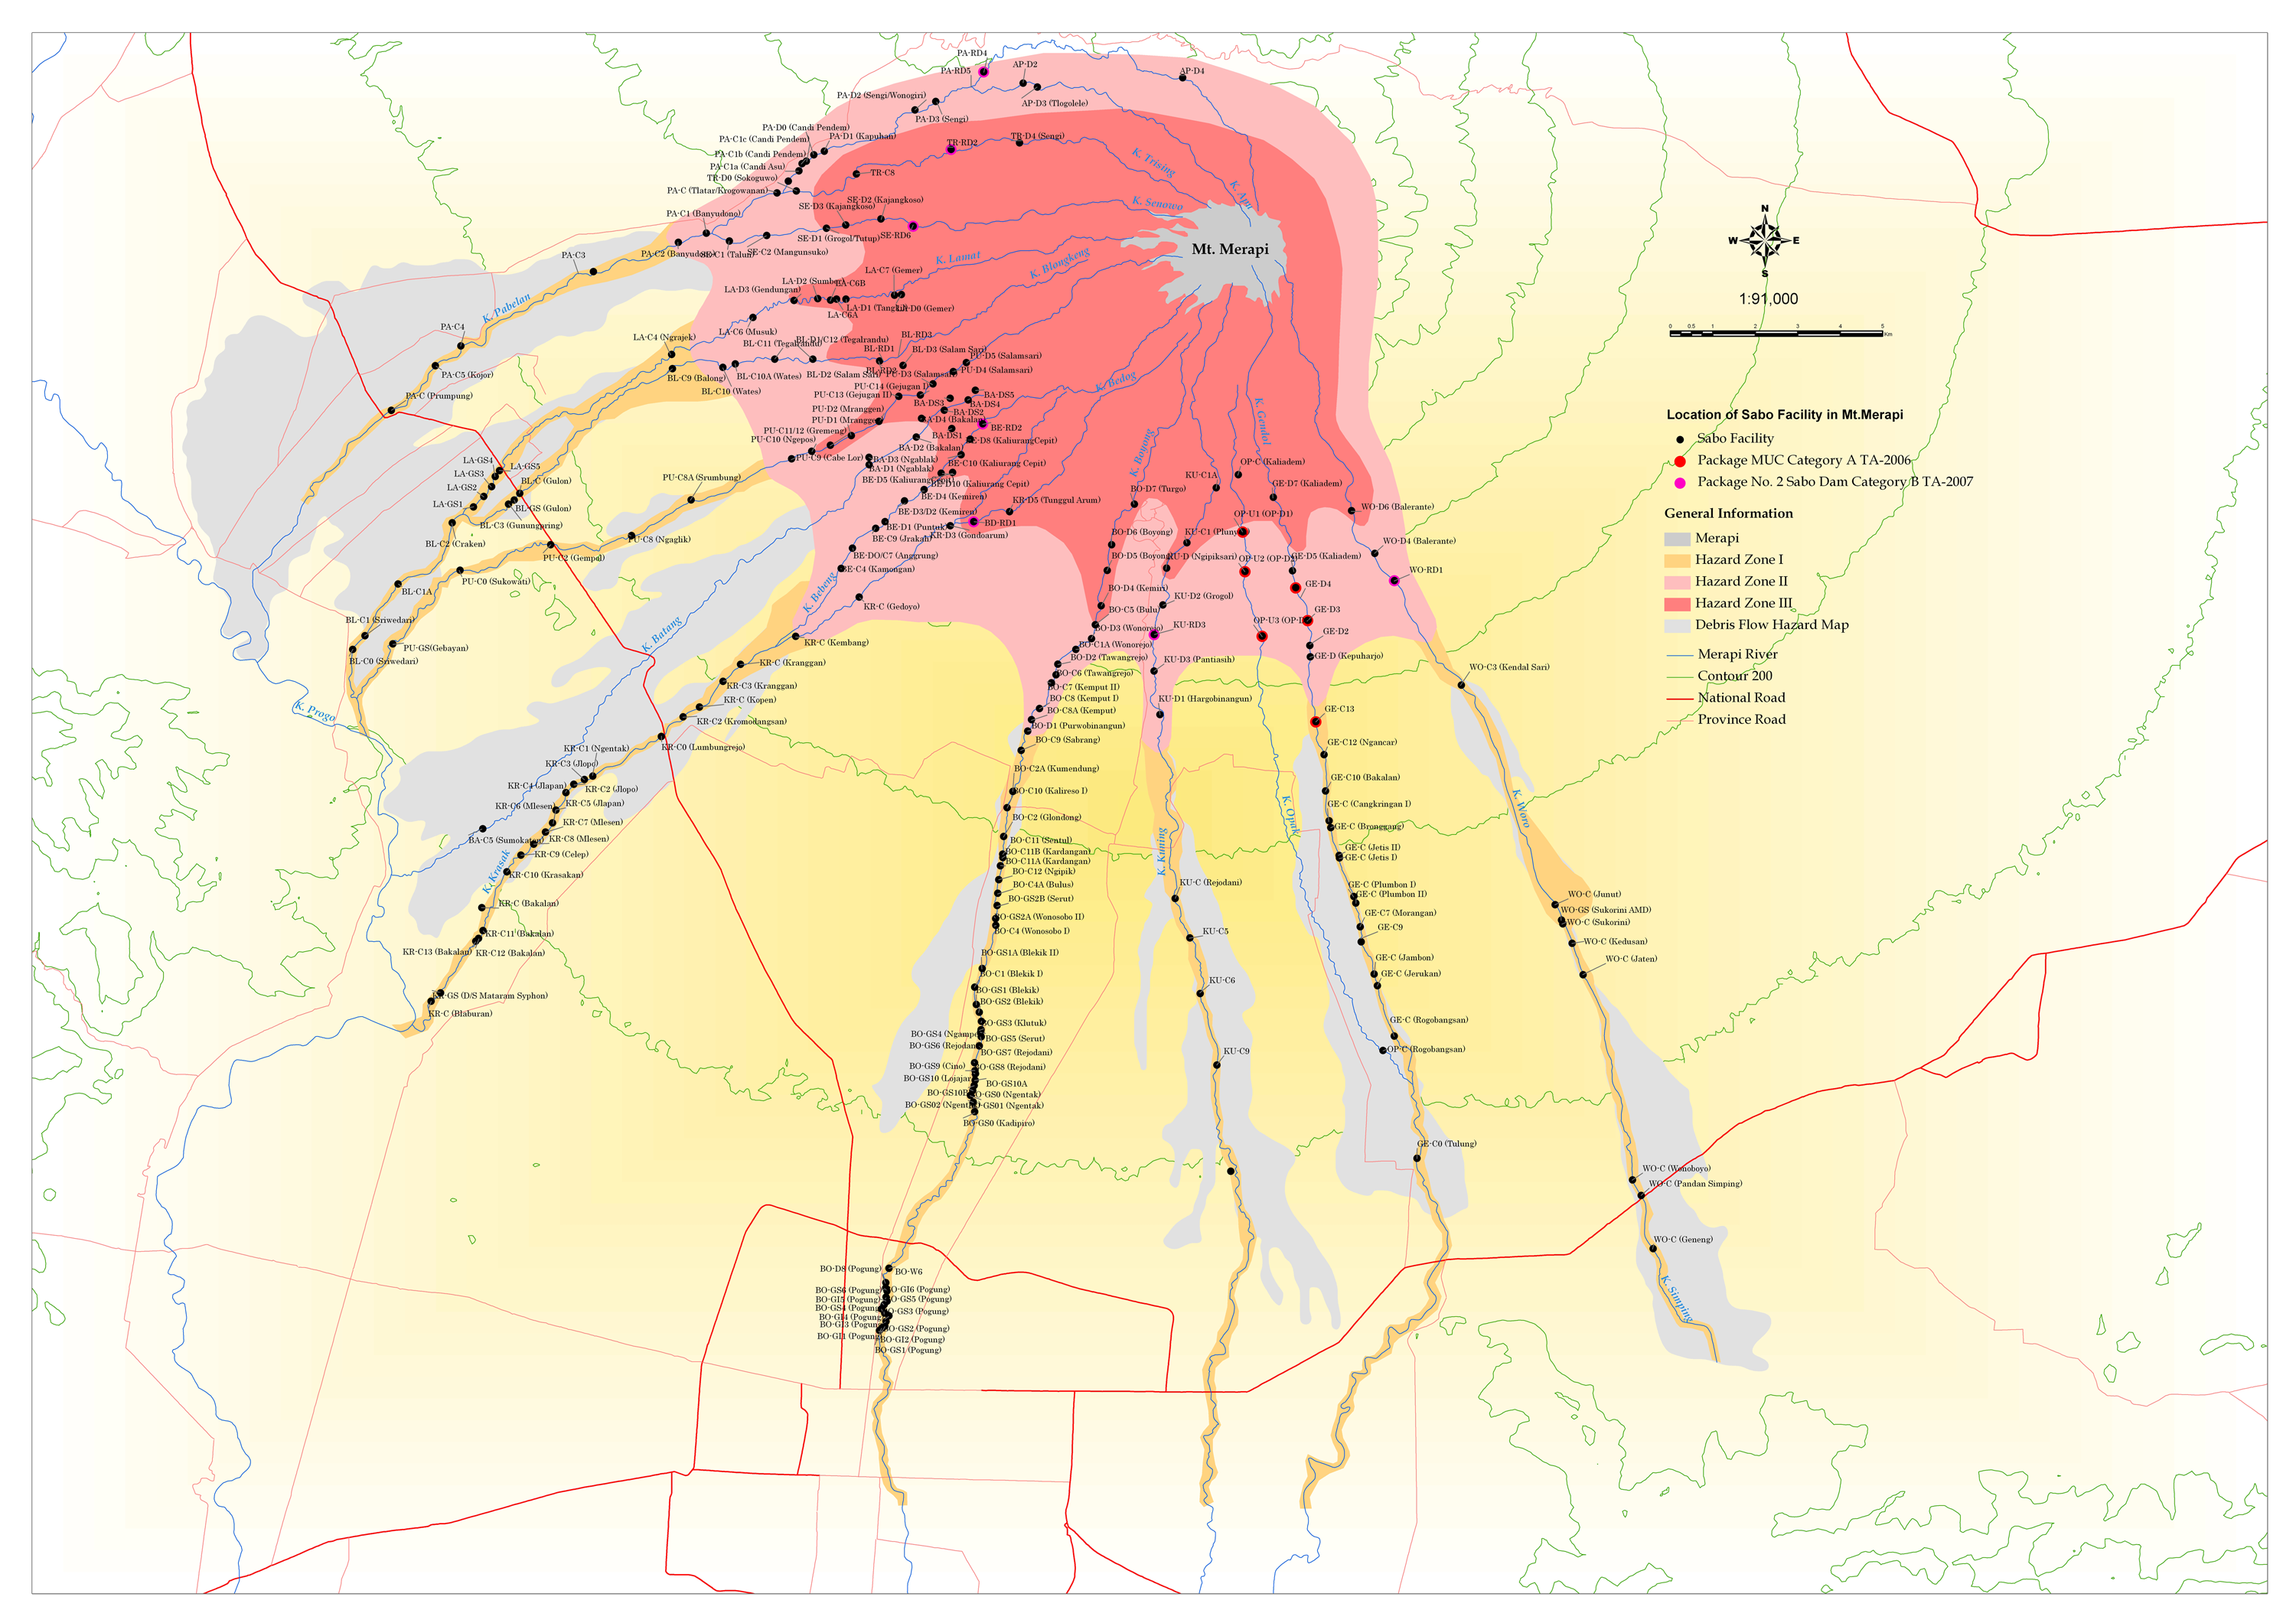 PA-RD4
AP-D2
PA-RD5
AP-D4
PA-D2 (Sengi/Wonogiri)
AP-D3 (Tlogolele)
PA-D3 (Sengi)
PA-D0 (Candi Pendem)
PA-C1c (Candi Pendem)
PA-D1 (Kapuhan)
TR-RD2
TR-D4 (Sengi)
PA-C1b (Candi Pendem)
K. Trising
PA-C1a (Candi Asu)
TR-D0 (Sokoguwo)
TR-C8
PA-C (Tlatar/Krogowanan)
K. Apu
SE-D2 (Kajangkoso)
SE-D3 (Kajangkoso)
K. Senowo
PA-C1 (Banyudono)
SE-RD6
SE-D1 (Grogol/Tutup)
Mt. Merapi
PA-C2 (Banyudono)
SE-C1 (Talun)
SE-C2 (Mangunsuko)
PA-C3
K. Lamat
K. Blongkeng
LA-C7 (Gemer)
LA-D2 (Sumber)
LA-D3 (Gendungan)
LA-D1 (Tangkil)
LA-D0 (Gemer)
LA-C6A
K. Pabelan
PA-C4
LA-C6 (Musuk)
LA-C4 (Ngrajek)
BL-C11 (Tegalrandu)
BL-D1/C12 (Tegalrandu)
BL-RD3
BL-RD1
BL-D3 (Salam Sari)
PU-D5 (Salamsari)
PA-C5 (Kojor)
BL-C9 (Balong)
BL-C10A (Wates)
BL-D2 (Salam Sari)
BL-RD2
PU-D3 (Salamsari)
PU-D4 (Salamsari)
BL-C10 (Wates)
PU-C14 (Gejugan I)
PU-C13 (Gejugan II)
K. Bedog
PA-C (Prumpung)
BA-DS3
BA-DS5
BA-DS4
PU-D2 (Mranggen)
BA-DS2
PU-D1 (Mranggen)
BA-D4 (Bakalan)
BE-RD2
PU-C11/12 (Gremeng)
BA-DS1
BE-D8 (KaliurangCepit)
PU-C10 (Ngepos)
BA-D2 (Bakalan)
PU-C9 (Cabe Lor)
BA-D3 (Ngablak)
BA-D1 (Ngablak)
BE-C10 (Kaliurang Cepit)
BE-D5 (KaliurangCepit)
BE-D10 (Kaliurang Cepit)
LA-GS4
LA-GS5
LA-GS3
LA-GS2
LA-GS1
BL-C (Gulon)
BL-GS (Gulon)
BL-C3 (Gunungpring)
BL-C2 (Craken)
PU-C8A (Srumbung)
BE-D4 (Kemiren)
KR-D5 (Tunggul Arum)
BE-D3/D2 (Kemiren)
BD-RD1
BE-D1 (Puntuk)
KR-D3 (Gondoarum)
BE-C9 (Jrakah)
PU-C8 (Ngaglik)
PU-C2 (Gempol)
BE-DO/C7 (Anggrung)
BE-C4 (Kamongan)
PU-C0 (Sukowati)
BL-C1A
K. Bebeng
KR-C (Gedoyo)
BL-C1 (Sriwedari)
PU-GS(Gebayan)
BL-C0 (Sriwedari)
K. Batang
KR-C (Kembang)
KR-C (Kranggan)
KR-C3 (Kranggan)
KR-C (Kopen)
KR-C2 (Kromodangsan)
KR-C0 (Lumbungrejo)
K. Progo
KR-C1 (Ngentak)
KR-C3 (Jlopo)
KR-C4 (Jlapan)
KR-C2 (Jlopo)
KR-C5 (Jlapan)
KR-C6 (Mlesen)
KR-C7 (Mlesen)
KR-C8 (Mlesen)
BA-C5 (Sumokaton)
KR-C9 (Celep)
K. Krasak
KR-C10 (Krasakan)
KR-C (Bakalan)
KR-C11 (Bakalan)
KR-C13 (Bakalan)
KR-C12 (Bakalan)
KR-GS (D/S Mataram Syphon)
KR-C (Blaburan)
K. Boyong
K. Gendol
KU-C1A
OP-C (Kaliadem)
BO-D7 (Turgo)
GE-D7 (Kaliadem)
OP-U1 (OP-D1)
WO-D6 (Balerante)
BO-D6 (Boyong)
KU-C1 (Plunyon)
WO-D4 (Balerante)
BO-D5 (Boyong)
KU-D (Ngipiksari)
OP-U2 (OP-D2)
GE-D5 (Kaliadem)
WO-RD1
BO-D4 (Kemiri)
KU-D2 (Grogol)
GE-D4
BO-C5 (Bulu)
GE-D3
BO-D3 (Wonorejo)
KU-RD3
GE-D2
BO-C1A (Wonorejo)
BO-D2 (Tawangrejo)
KU-D3 (Pantiasih)
GE-D (Kepuharjo)
WO-C3 (Kendal Sari)
BO-C6 (Tawangrejo)
BO-C7 (Kemput II)
BO-C8 (Kemput I)
KU-D1 (Hargobinangun)
BO-C8A (Kemput)
GE-C13
BO-D1 (Purwobinangun)
BO-C9 (Sabrang)
GE-C12 (Ngancar)
BO-C2A (Kumendung)
GE-C10 (Bakalan)
BO-C10 (Kalireso I)
K. Opak
K. Woro
GE-C (Cangkringan I)
BO-C2 (Glondong)
GE-C (Bronggang)
BO-C11 (Sentul)
K. Kuning
GE-C (Jetis II)
BO-C11B (Kardangan)
GE-C (Jetis I)
BO-C11A (Kardangan)
BO-C12 (Ngipik)
BO-C4A (Bulus)
KU-C (Rejodani)
GE-C (Plumbon I)
BO-GS2B (Serut)
GE-C (Plumbon II)
WO-C (Junut)
BO-GS2A (Wonosobo II)
GE-C7 (Morangan)
WO-GS (Sukorini AMD)
BO-C4 (Wonosobo I)
KU-C5
GE-C9
WO-C (Sukorini)
WO-C (Kedusan)
BO-GS1A (Blekik II)
GE-C (Jambon)
WO-C (Jaten)
BO-C1 (Blekik I)
KU-C6
GE-C (Jerukan)
BO-GS1 (Blekik)
BO-GS2 (Blekik)
BO-GS3 (Klutuk)
GE-C (Rogobangsan)
BO-GS5 (Serut)
BO-GS6 (Rejodani)
BO-GS7 (Rejodani)
KU-C9
OP-C (Rogobangsan)
BO-GS9 (Cino)
BO-GS8 (Rejodani)
BO-GS10A
BO-GS10B
BO-GS0 (Ngentak)
BO-GS02 (Ngentak)
BO-GS0 (Kadipiro)
GE-C0 (Tulung)
WO-C (Wonoboyo)
WO-C (Pandan Simping)
WO-C (Geneng)
K. Simping
BO-D8 (Pogung)
BO-W6
BO-GS6 (Pogung)
BO-GI6 (Pogung)
BO-GI5 (Pogung)
BO-GS5 (Pogung)
BO-GS4 (Pogung)
BO-GS3 (Pogung)
BO-GI4 (Pogung)
BO-GI3 (Pogung)
BO-GS2 (Pogung)
BO-GI1 (Pogung)
BO-GI2 (Pogung)
BO-GS1 (Pogung)
N
W
E
S
1:91,000
0 0.5 1 2 3 4 5
Km
Location of Sabo Facility in Mt.Merapi
Sabo Facility
Package MUC Category A TA-2006
Package No. 2 Sabo Dam Category B TA-2007
General Information
Merapi
Hazard Zone I
Hazard Zone II
Hazard Zone III
Debris Flow Hazard Map
Merapi River
Contour 200
National Road
Province Road